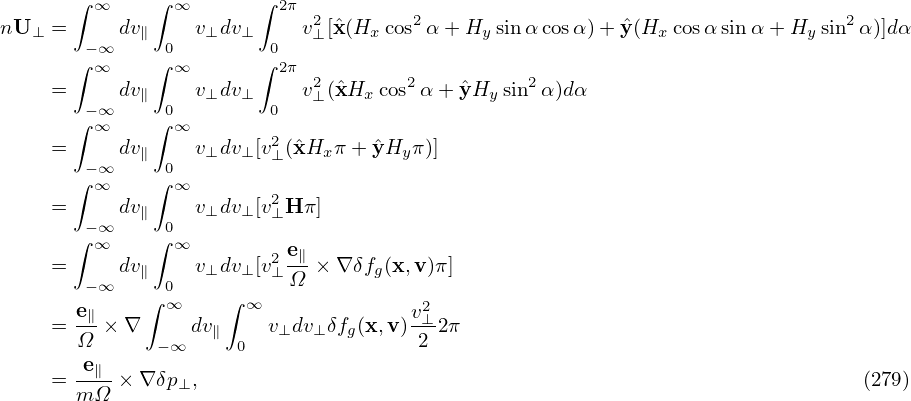 nU⊥ = ∫_{−∞}^{∞} dv∥ ∫_0^∞ v⊥dv⊥ ∫_0^{2π} v⊥²[x̂(H_x cos² α + H_y sin α cos α) + ŷ(H_x cos α sin α + H_y sin² α)]dα
= ∫_{−∞}^{∞} dv∥ ∫_0^∞ v⊥dv⊥ ∫_0^{2π} v⊥²(x̂H_x cos² α + ŷH_y sin² α)dα
= ∫_{−∞}^{∞} dv∥ ∫_0^∞ v⊥dv⊥[v⊥²(x̂H_xπ + ŷH_yπ)]
= ∫_{−∞}^{∞} dv∥ ∫_0^∞ v⊥dv⊥[v⊥²Hπ]
= ∫_{−∞}^{∞} dv∥ ∫_0^∞ v⊥dv⊥[v⊥² e∥/Ω × ∇δf_g(x, v)π]
= e∥/Ω × ∇ ∫_{−∞}^{∞} dv∥ ∫_0^∞ v⊥dv⊥δf_g(x, v) v⊥²/2 2π
= e∥/mΩ × ∇δp⊥, (279)